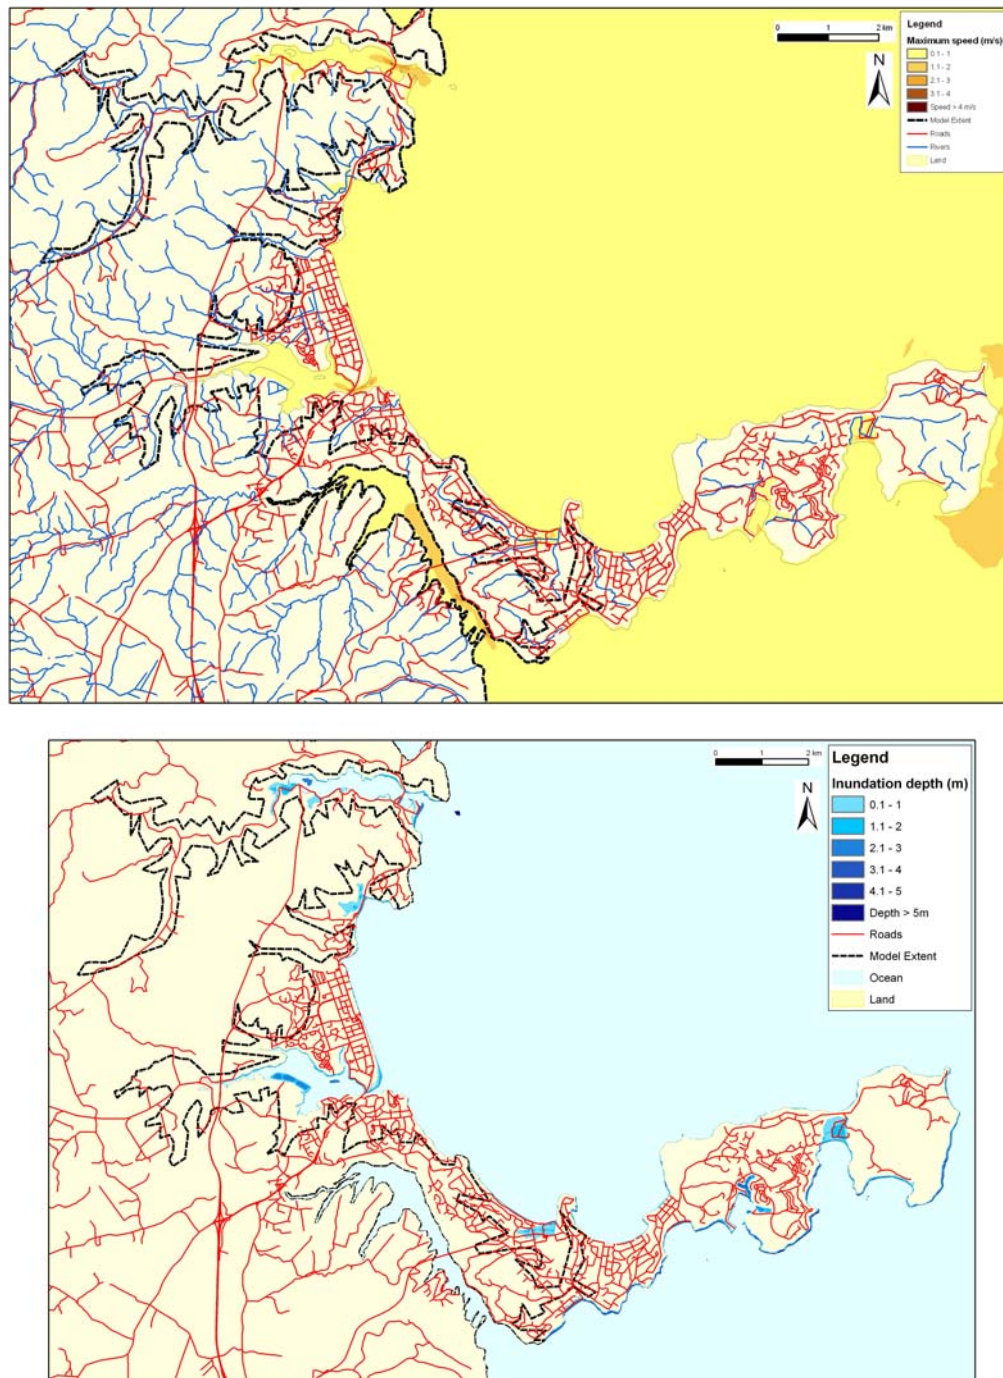 0 1 2 km
N
Legend
Maximum speed (m/s)
0.1 - 1
1.1 - 2
2.1 - 3
3.1 - 4
Speed > 4 m/s
Model Extent
Roads
Rivers
Land
0 1 2 km
N
Legend
Inundation depth (m)
0.1 - 1
1.1 - 2
2.1 - 3
3.1 - 4
4.1 - 5
Depth > 5m
Roads
Model Extent
Ocean
Land